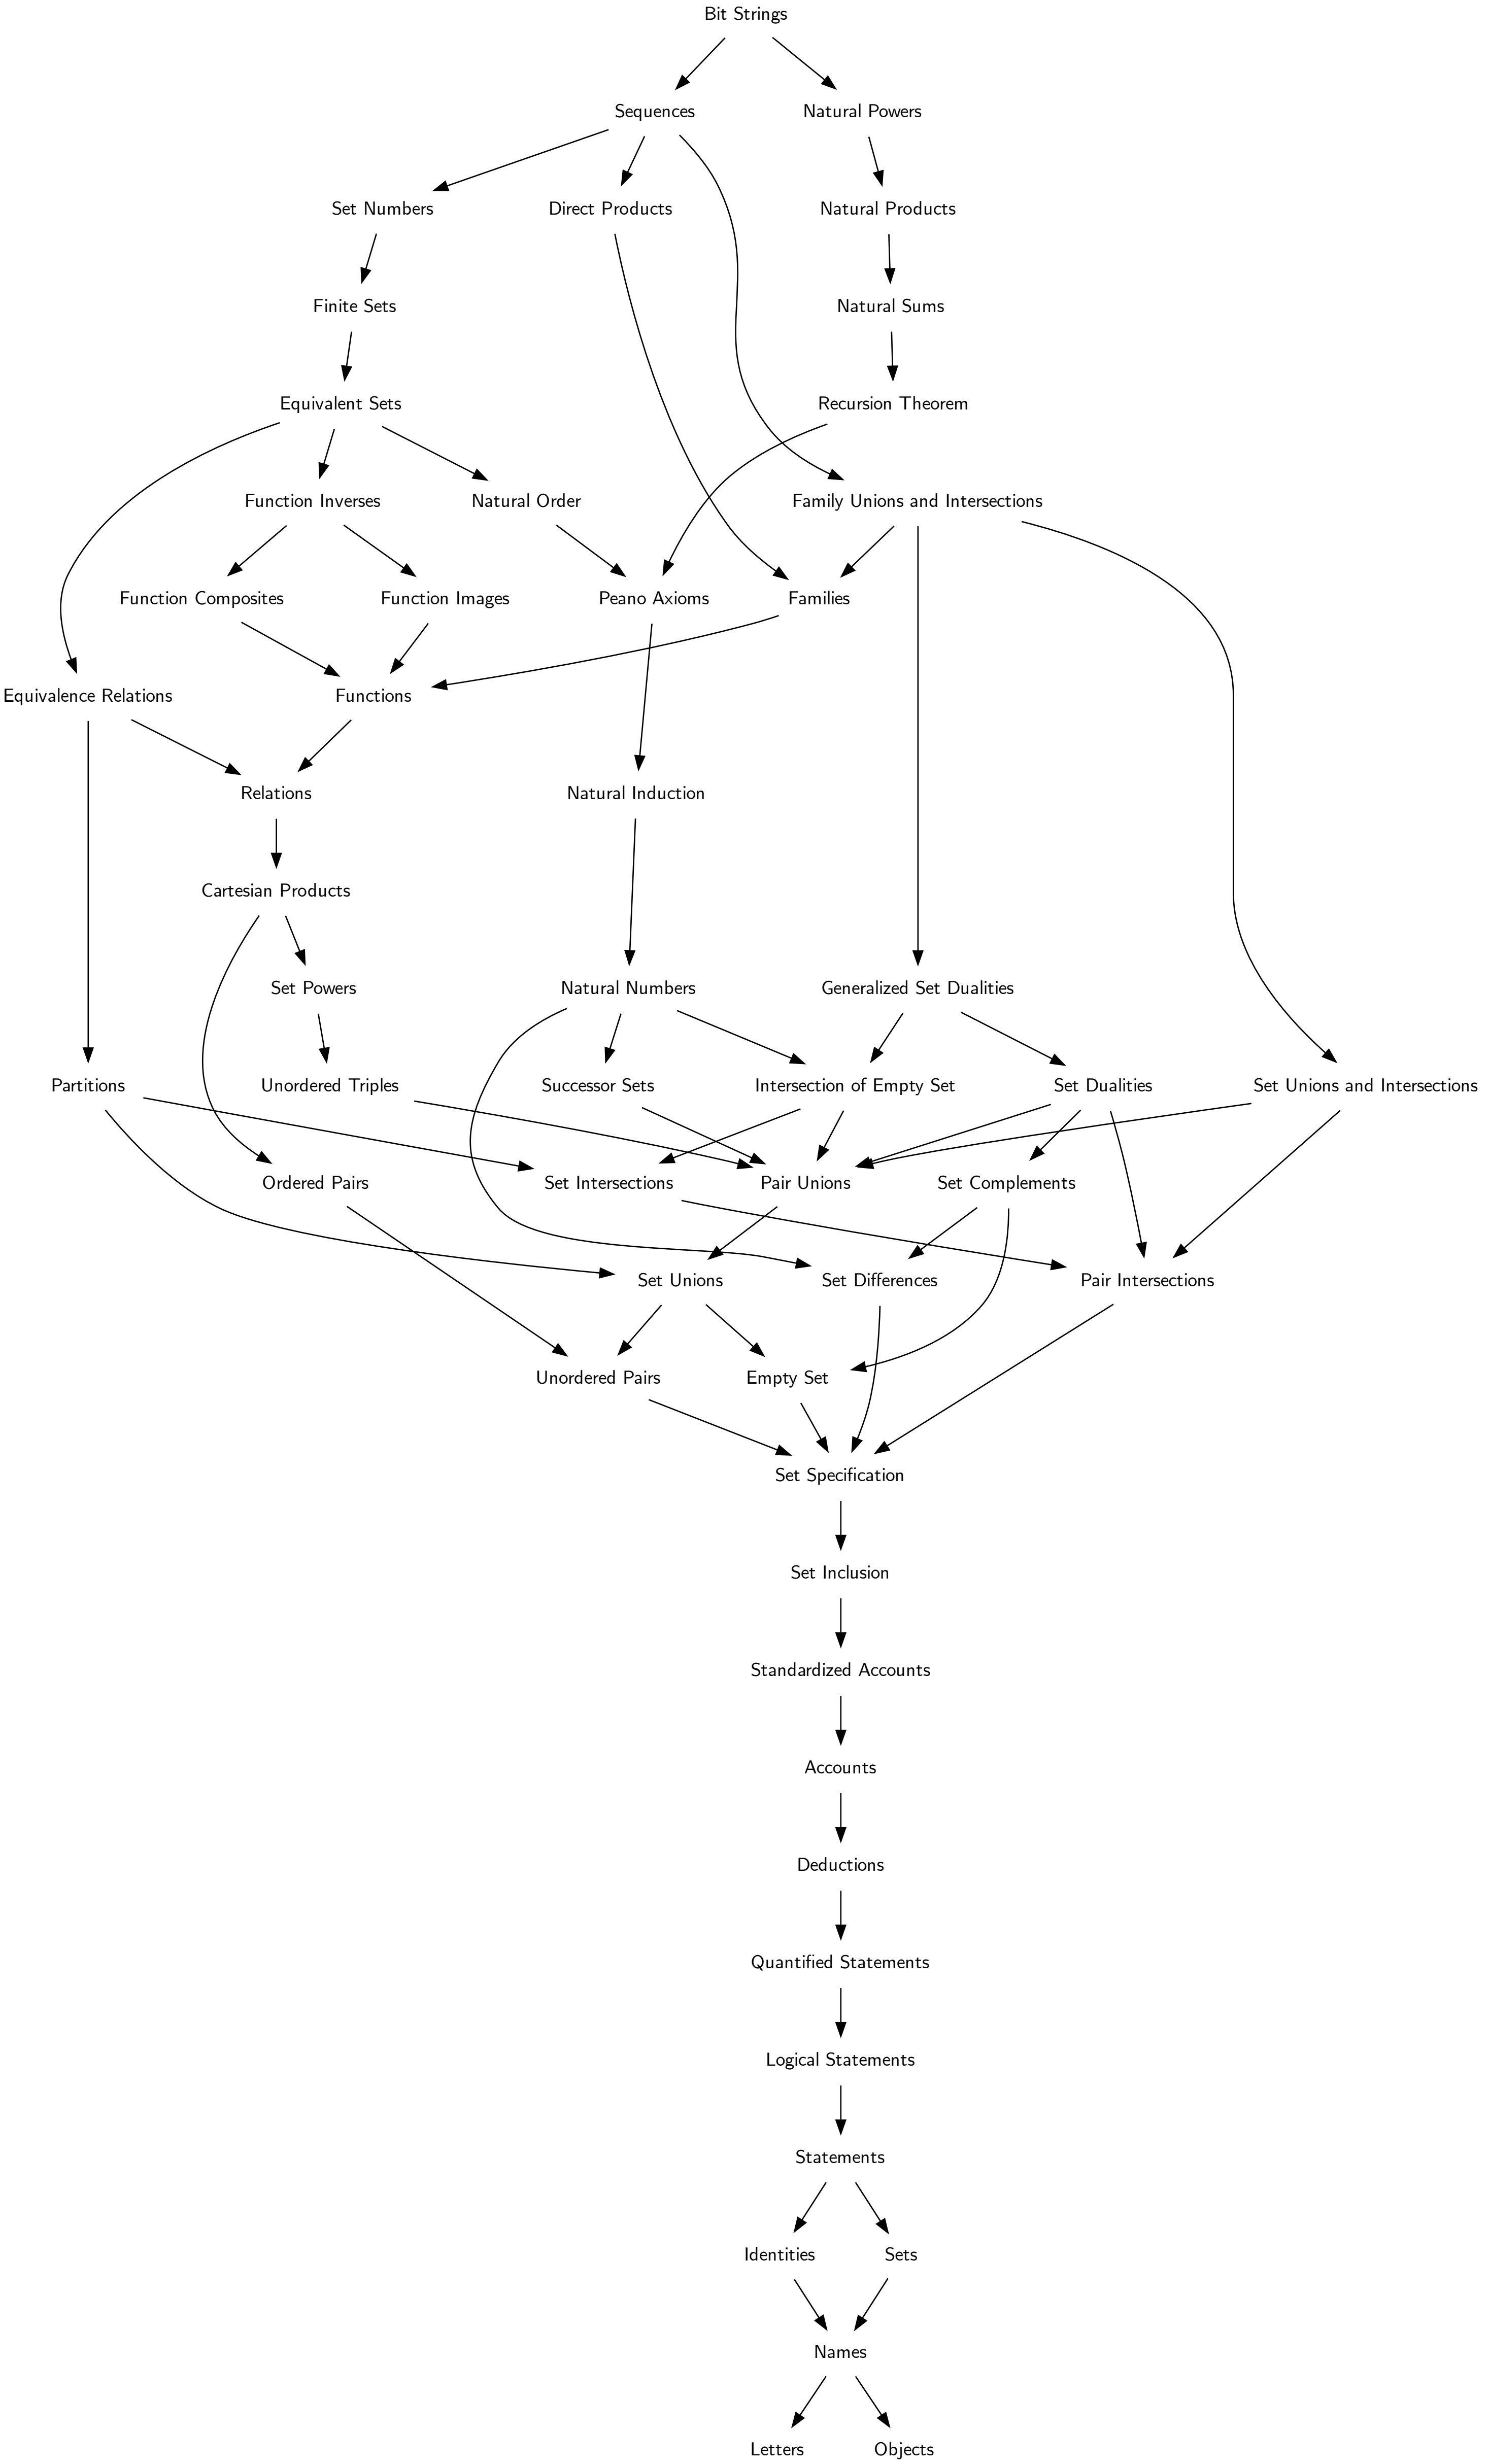 Bit Strings
Sequences
Natural Powers
Set Numbers
Direct Products
Natural Products
Finite Sets
Natural Sums
Equivalent Sets
Recursion Theorem
Function Inverses
Natural Order
Family Unions and Intersections
Function Composites
Function Images
Peano Axioms
Families
Equivalence Relations
Functions
Relations
Natural Induction
Cartesian Products
Set Powers
Natural Numbers
Generalized Set Dualities
Partitions
Unordered Triples
Successor Sets
Intersection of Empty Set
Set Dualities
Set Unions and Intersections
Ordered Pairs
Set Intersections
Pair Unions
Set Complements
Set Unions
Set Differences
Pair Intersections
Unordered Pairs
Empty Set
Set Specification
Set Inclusion
Standardized Accounts
Accounts
Deductions
Quantified Statements
Logical Statements
Statements
Identities
Sets
Names
Letters
Objects